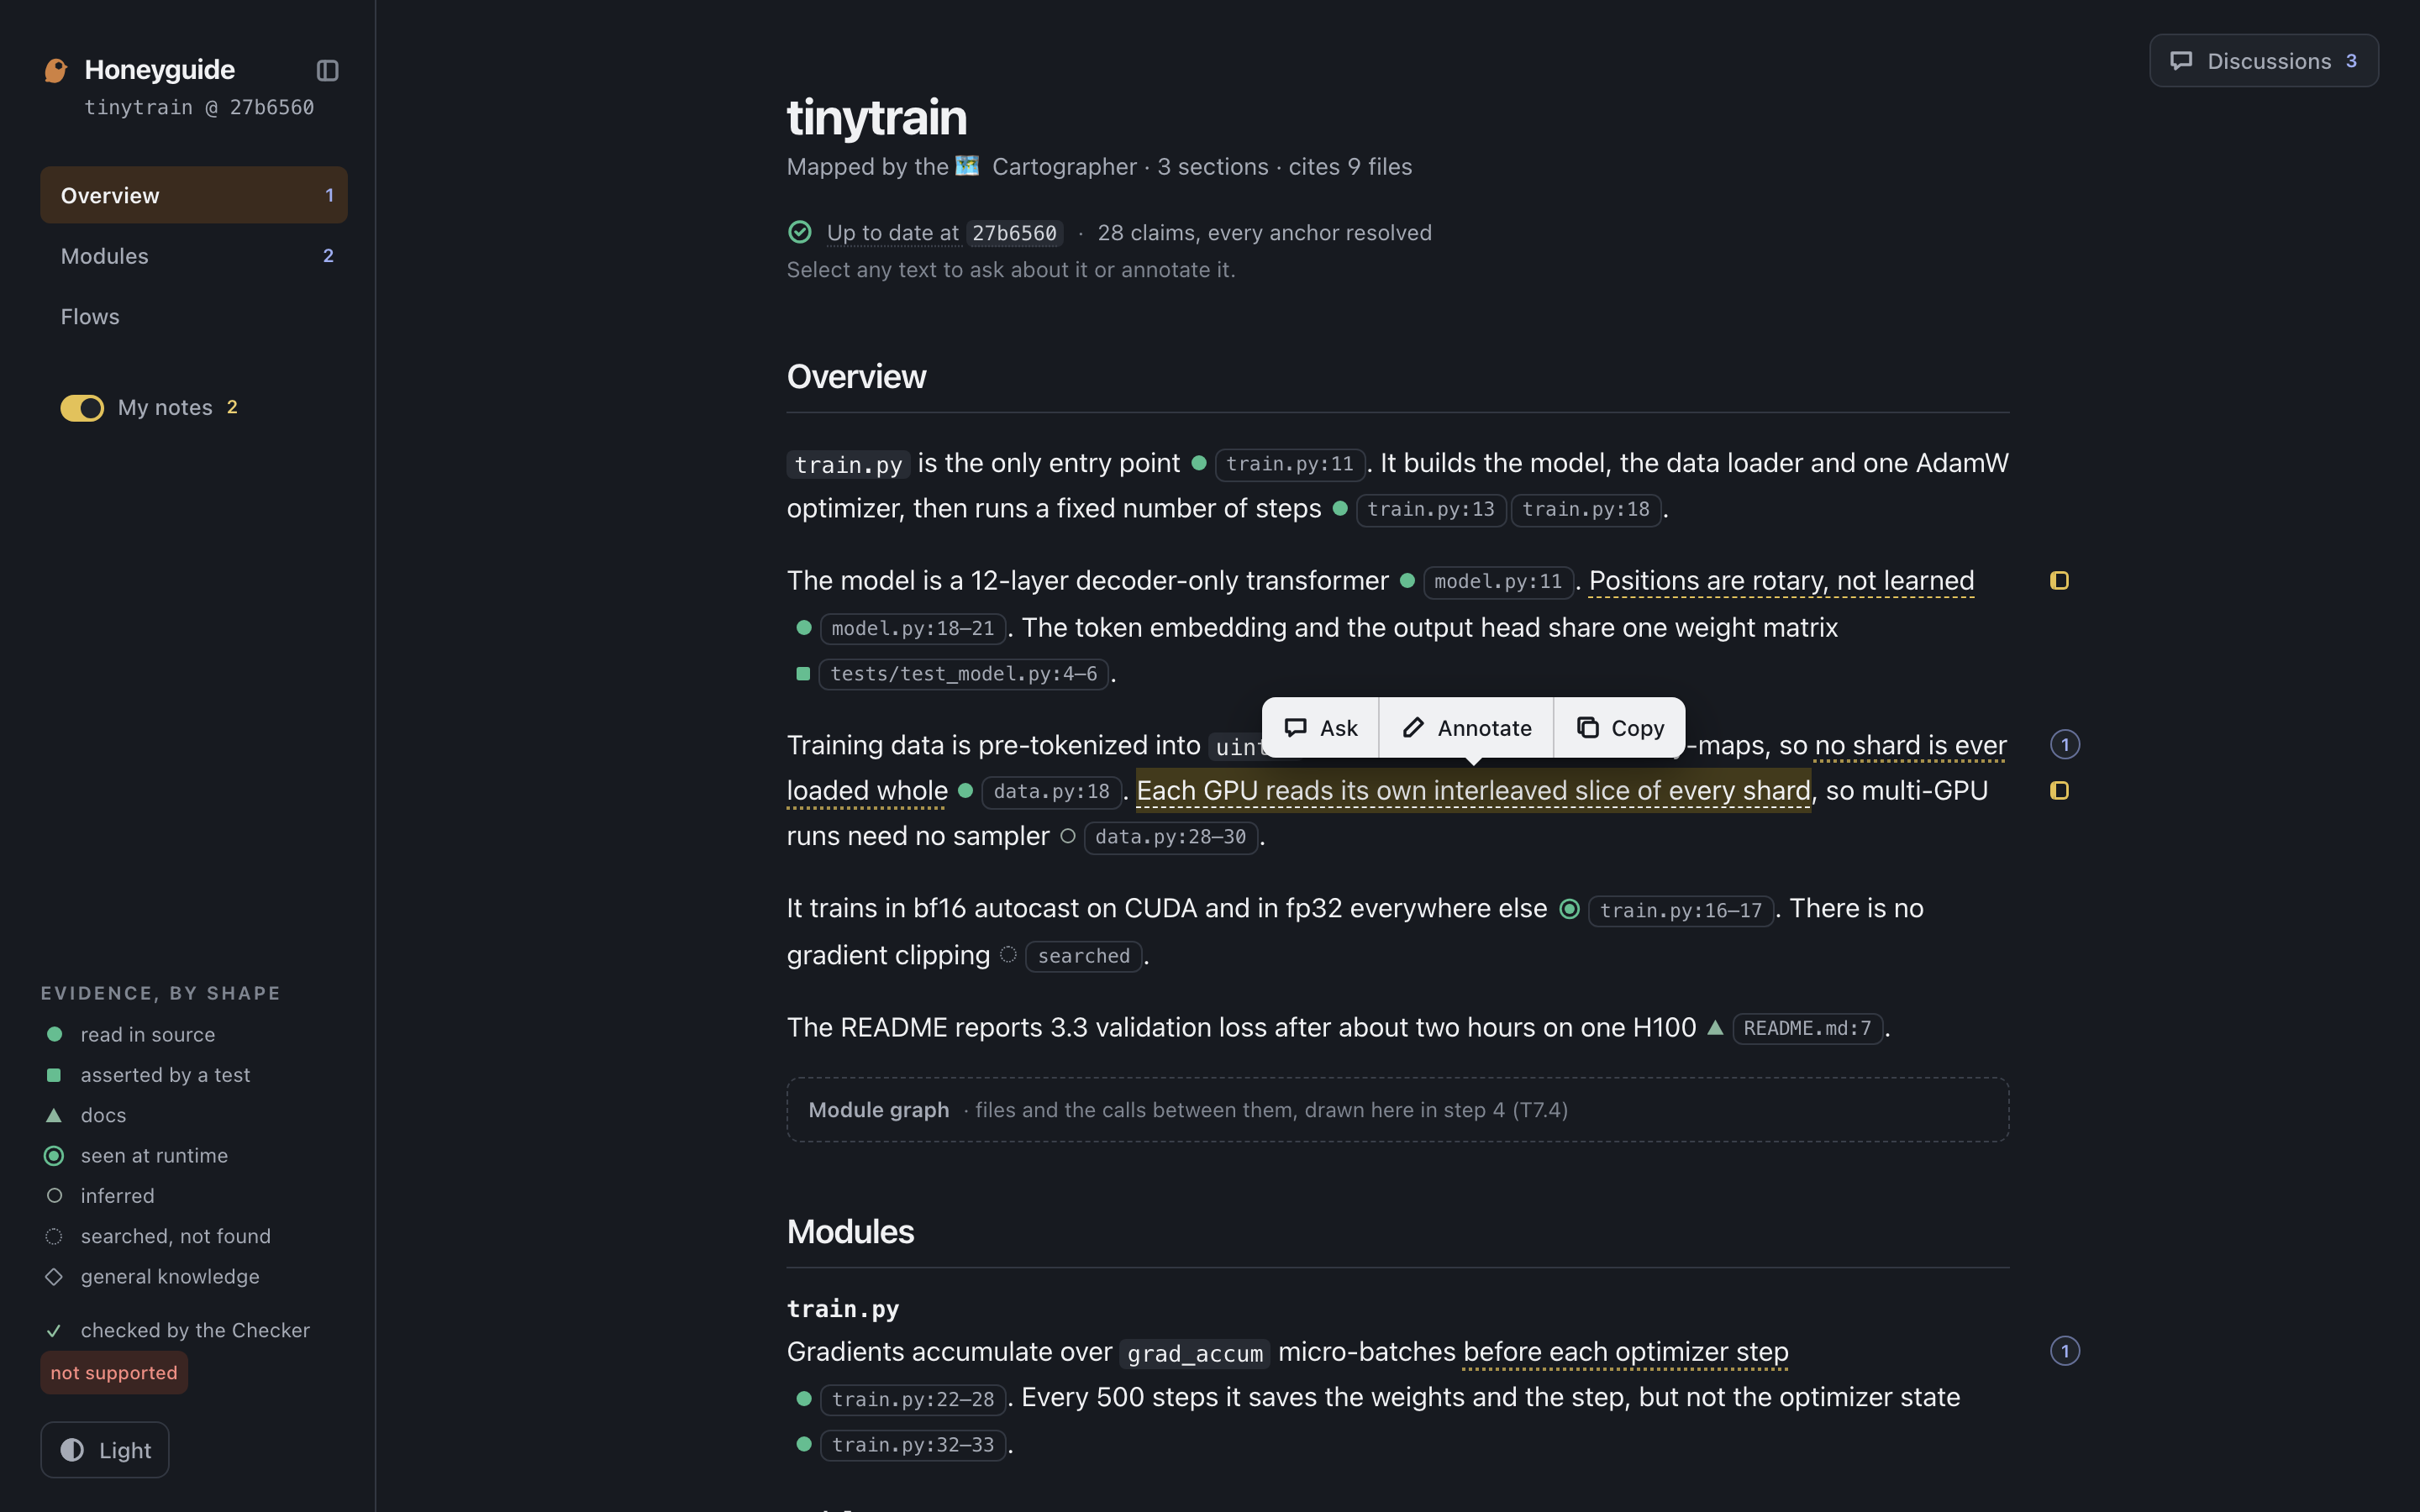 Honeyguide
tinytrain @ 27b6560
Overview 1
Modules 2
Flows
My notes 2
EVIDENCE, BY SHAPE
read in source
asserted by a test
docs
seen at runtime
inferred
searched, not found
general knowledge
checked by the Checker
not supported
Light
Discussions 3
tinytrain
Mapped by the Cartographer · 3 sections · cites 9 files
Up to date at 27b6560 · 28 claims, every anchor resolved
Select any text to ask about it or annotate it.
Overview
train.py is the only entry point train.py:11. It builds the model, the data loader and one AdamW
optimizer, then runs a fixed number of steps train.py:13 train.py:18.
The model is a 12-layer decoder-only transformer model.py:11. Positions are rotary, not learned
model.py:18–21. The token embedding and the output head share one weight matrix
tests/test_model.py:4–6.
Ask Annotate Copy
Training data is pre-tokenized into -maps, so no shard is ever 1
loaded whole data.py:18. Each GPU reads its own interleaved slice of every shard, so multi-GPU
runs need no sampler data.py:28–30.
It trains in bf16 autocast on CUDA and in fp32 everywhere else train.py:16–17. There is no
gradient clipping searched.
The README reports 3.3 validation loss after about two hours on one H100 README.md:7.
Module graph · files and the calls between them, drawn here in step 4 (T7.4)
Modules
train.py
Gradients accumulate over grad_accum micro-batches before each optimizer step 1
train.py:22–28. Every 500 steps it saves the weights and the step, but not the optimizer state
train.py:32–33.